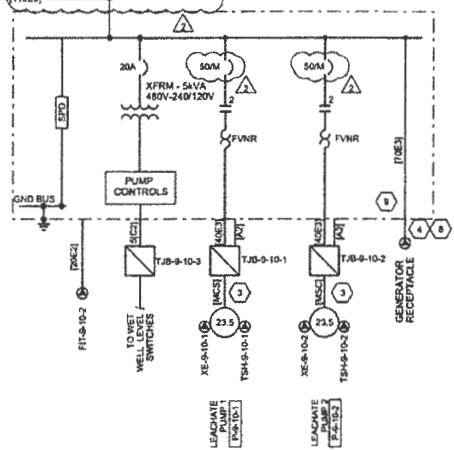 2
20A
50/M
50/M
XFRM - 5kVA
480V-240/120V
2
2
2
2
SPD
FVNR
FVNR
[70E3]
PUMP
CONTROLS
GND BUS
9
4
8
[20E2]
5[C2]
40E3
[A2]
40E3
[A2]
TJB-9-10-3
TJB-9-10-1
TJB-9-10-2
GENERATOR
RECEPTACLE
[MCS]
3
[MSC]
3
FIT-9-10-2
TO WET
WELL LEVEL
SWITCHES
XE-9-10-1
23.5
TSH-9-10-1
XE-9-10-2
23.5
TSH-9-10-2
LEACHATE
PUMP 1
P-9-10-1
LEACHATE
PUMP 2
P-9-10-2